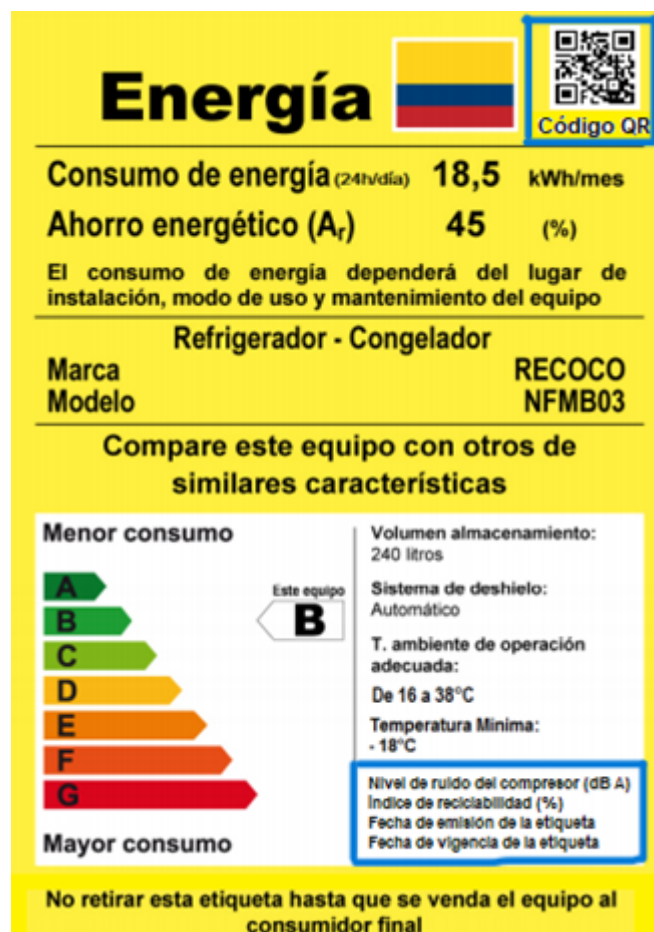 Energía
Código QR
Consumo de energía (24h/día) 18,5 kWh/mes
Ahorro energético (Ar) 45 (%)
El consumo de energía dependerá del lugar de
instalación, modo de uso y mantenimiento del equipo
Refrigerador - Congelador
Marca RECOCO
Modelo NFMB03
Compare este equipo con otros de
similares características
Menor consumo
A
B
C
D
E
F
G
Mayor consumo
Este equipo
B
Volumen almacenamiento:
240 litros
Sistema de deshielo:
Automático
T. ambiente de operación
adecuada:
De 16 a 38°C
Temperatura Minima:
- 18°C
Nivel de ruido del compresor (dB A)
Índice de reciclabilidad (%)
Fecha de emisión de la etiqueta
Fecha de vigencia de la etiqueta
No retirar esta etiqueta hasta que se venda el equipo al
consumidor final